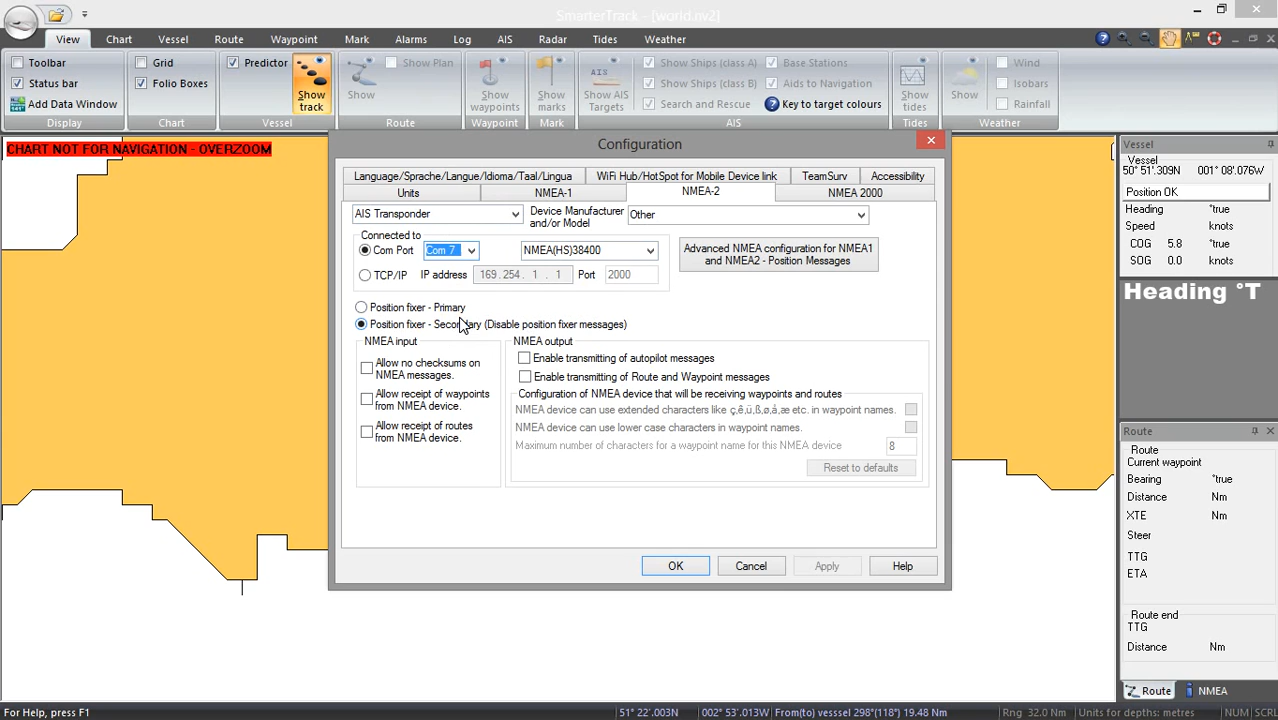 SmarterTrack - [world.nv2]
View Chart Vessel Route Waypoint Mark Alarms Log AIS Radar Tides Weather
Toolbar
Status bar
Add Data Window
Display
Grid
Folio Boxes
Chart
Predictor
Show track
Vessel
Show
Show Plan
Route
Show waypoints
Waypoint
Show marks
Mark
Show AIS Targets
Show Ships (class A)
Show Ships (class B)
Search and Rescue
Base Stations
Aids to Navigation
Key to target colours
AIS
Show tides
Tides
Show
Wind
Isobars
Rainfall
Weather
CHART NOT FOR NAVIGATION - OVERZOOM
Configuration
Language/Sprache/Langue/Idioma/Taal/Lingua WiFi Hub/HotSpot for Mobile Device link TeamSurv Accessibility
Units NMEA-1 NMEA-2 NMEA 2000
AIS Transponder
Device Manufacturer and/or Model
Other
Connected to
Com Port Com 7 NMEA(HS)38400
TCP/IP IP address 169 . 254 . 1 . 1 Port 2000
Advanced NMEA configuration for NMEA1 and NMEA2 - Position Messages
Position fixer - Primary
Position fixer - Secondary (Disable position fixer messages)
NMEA input
Allow no checksums on NMEA messages.
Allow receipt of waypoints from NMEA device.
Allow receipt of routes from NMEA device.
NMEA output
Enable transmitting of autopilot messages
Enable transmitting of Route and Waypoint messages
Configuration of NMEA device that will be receiving waypoints and routes
NMEA device can use extended characters like ç,ê,ü,ß,ø,å,æ etc. in waypoint names.
NMEA device can use lower case characters in waypoint names.
Maximum number of characters for a waypoint name for this NMEA device 8
Reset to defaults
OK Cancel Apply Help
Vessel
Vessel
50° 51.309N 001° 08.076W
Position OK
Heading °true
Speed knots
COG 5.8 °true
SOG 0.0 knots
Heading °T
Route
Route
Current waypoint
Bearing °true
Distance Nm
XTE Nm
Steer
TTG
ETA
Route end
TTG
Distance Nm
Route NMEA
For Help, press F1
51° 22.003N 002° 53.013W From(to) vesssel 298°(118°) 19.48 Nm Rng 32.0 Nm Units for depths: metres NUM SCRL